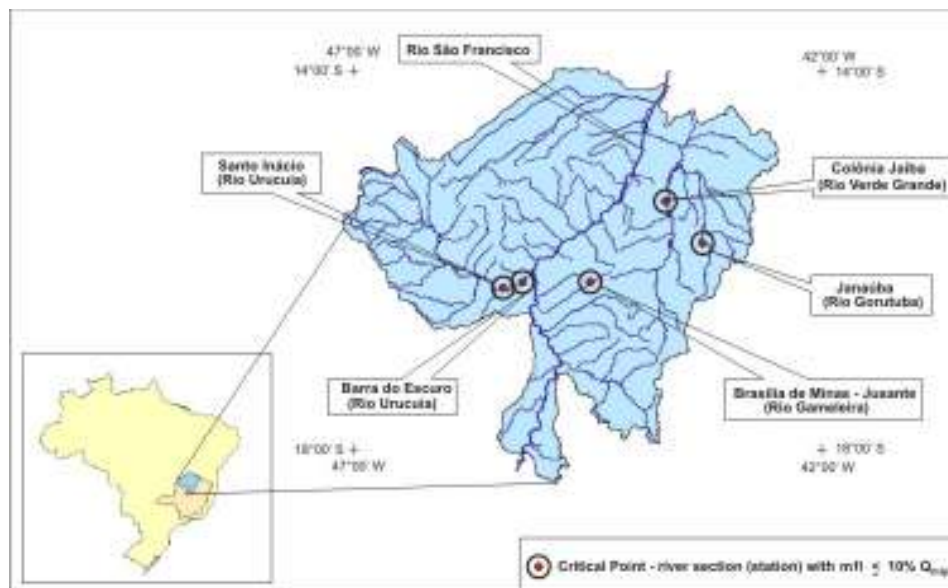 47°00' W
14°00' S
Rio São Francisco
42°00' W
14°00' S
Santo Inácio
(Rio Urucuia)
Colônia Jaíba
(Rio Verde Grande)
Janaúba
(Rio Gorutuba)
Barra do Escuro
(Rio Urucuia)
Brasília de Minas - Jusante
(Rio Gameleira)
18°00' S
47°00' W
18°00' S
42°00' W
Critical Point - river section (station) with mfl ≤ 10% Q